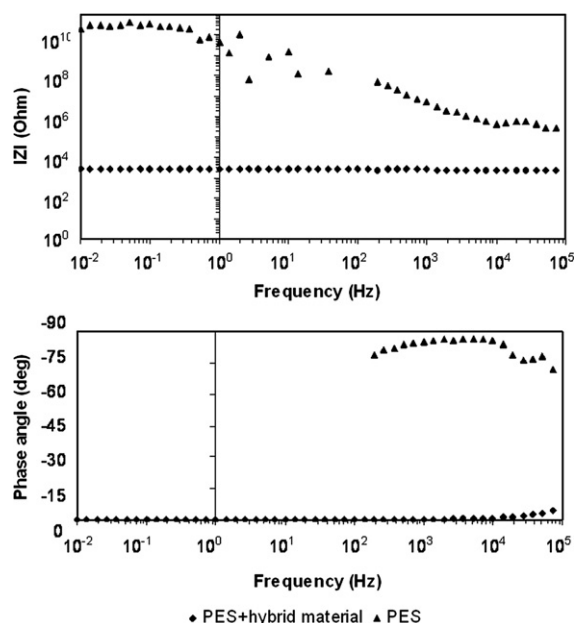 10^10
10^8
10^6
10^4
10^2
10^0
IZI (Ohm)
10^-2 10^-1 10^0 10^1 10^2 10^3 10^4 10^5
Frequency (Hz)
-90
-75
-60
-45
-30
-15
0
Phase angle (deg)
10^-2 10^-1 10^0 10^1 10^2 10^3 10^4 10^5
Frequency (Hz)
♦ PES+hybrid material ▲ PES